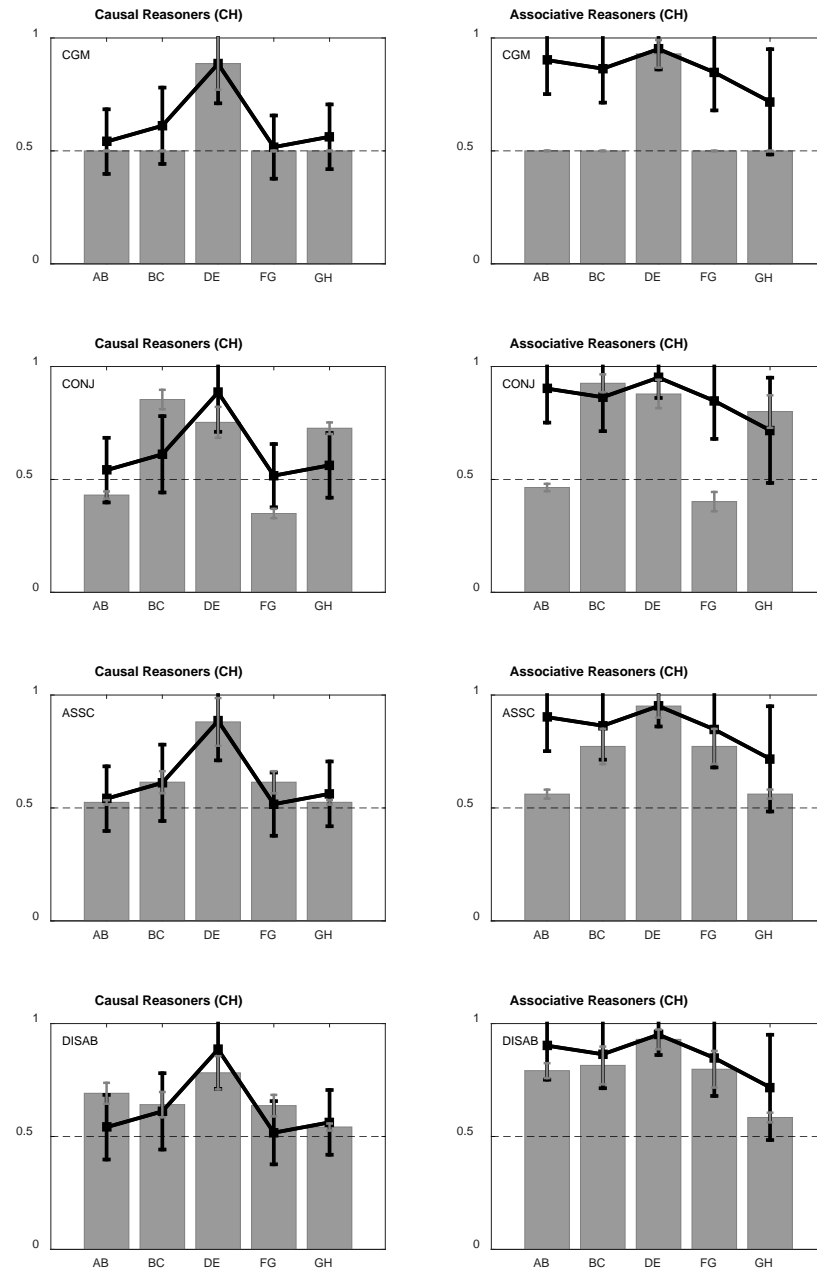 Causal Reasoners (CH)
Associative Reasoners (CH)
1
CGM
0.5
0
AB BC DE FG GH
1
CGM
0.5
0
AB BC DE FG GH
Causal Reasoners (CH)
Associative Reasoners (CH)
1
CONJ
0.5
0
AB BC DE FG GH
1
CONJ
0.5
0
AB BC DE FG GH
Causal Reasoners (CH)
Associative Reasoners (CH)
1
ASSC
0.5
0
AB BC DE FG GH
1
ASSC
0.5
0
AB BC DE FG GH
Causal Reasoners (CH)
Associative Reasoners (CH)
1
DISAB
0.5
0
AB BC DE FG GH
1
DISAB
0.5
0
AB BC DE FG GH